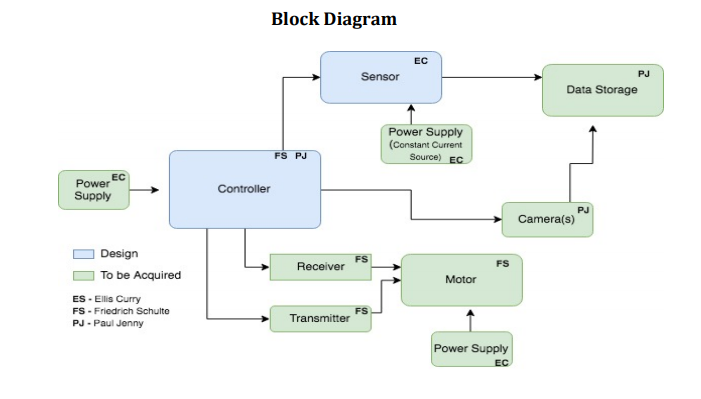 Block Diagram
EC
Sensor
PJ
Data Storage
Power Supply
(Constant Current
Source) EC
FS PJ
Controller
EC
Power
Supply
PJ
Camera(s)
Design
To be Acquired
ES - Ellis Curry
FS - Friedrich Schulte
PJ - Paul Jenny
FS
Receiver
FS
Motor
FS
Transmitter
Power Supply
EC